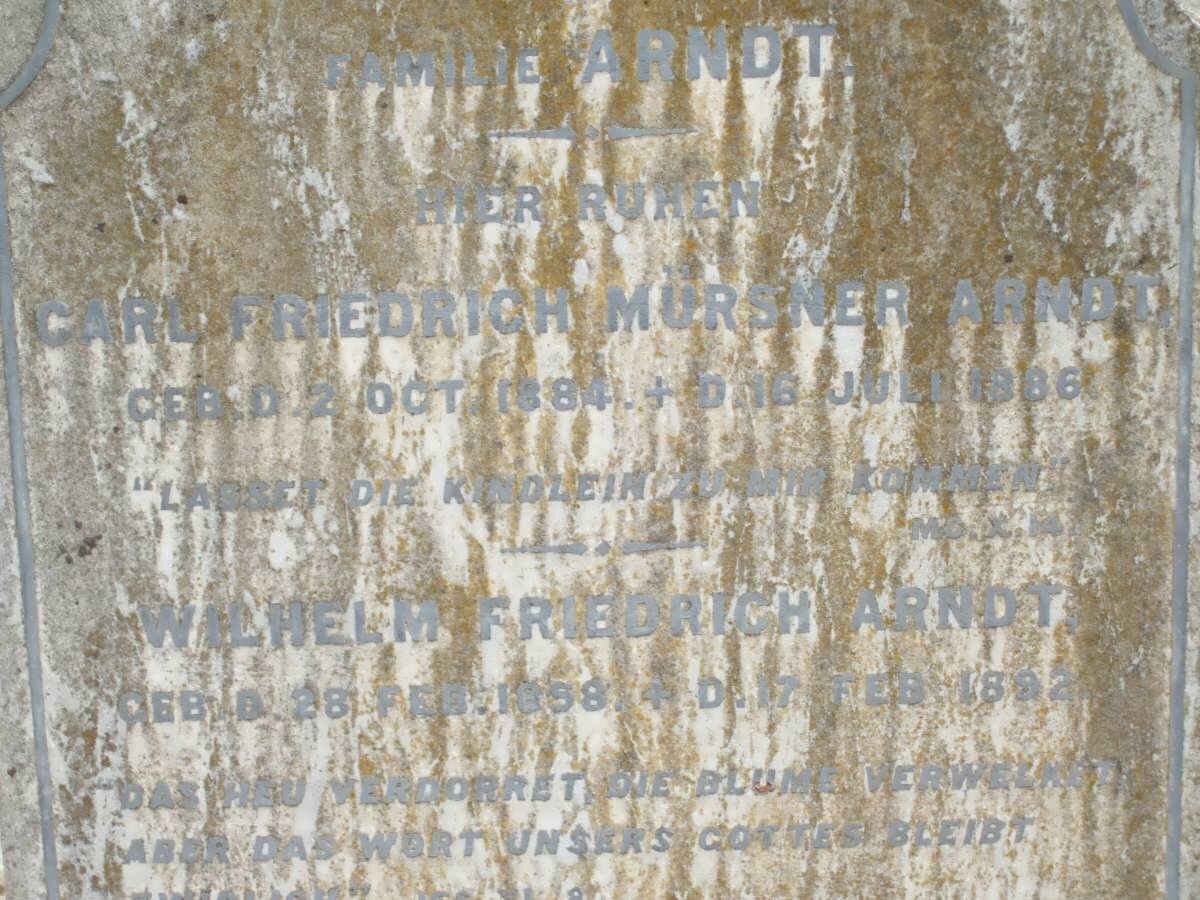 FAMILIE ARNDT.
HIER RUHEN
CARL FRIEDRICH MÜRSNER ARNDT,
GEB. D. 2 OCT. 1884. + D. 16 JULI 1886.
"LASSET DIE KINDLEIN ZU MIR KOMMEN."
MC. X. 14.
WILHELM FRIEDRICH ARNDT.
GEB. D. 28 FEB. 1858. + D. 17 FEB. 1892.
"DAS HEU VERDORRET, DIE BLUME VERWELKET,
ABER DAS WORT UNSERS GOTTES BLEIBT
EWIGLICH."